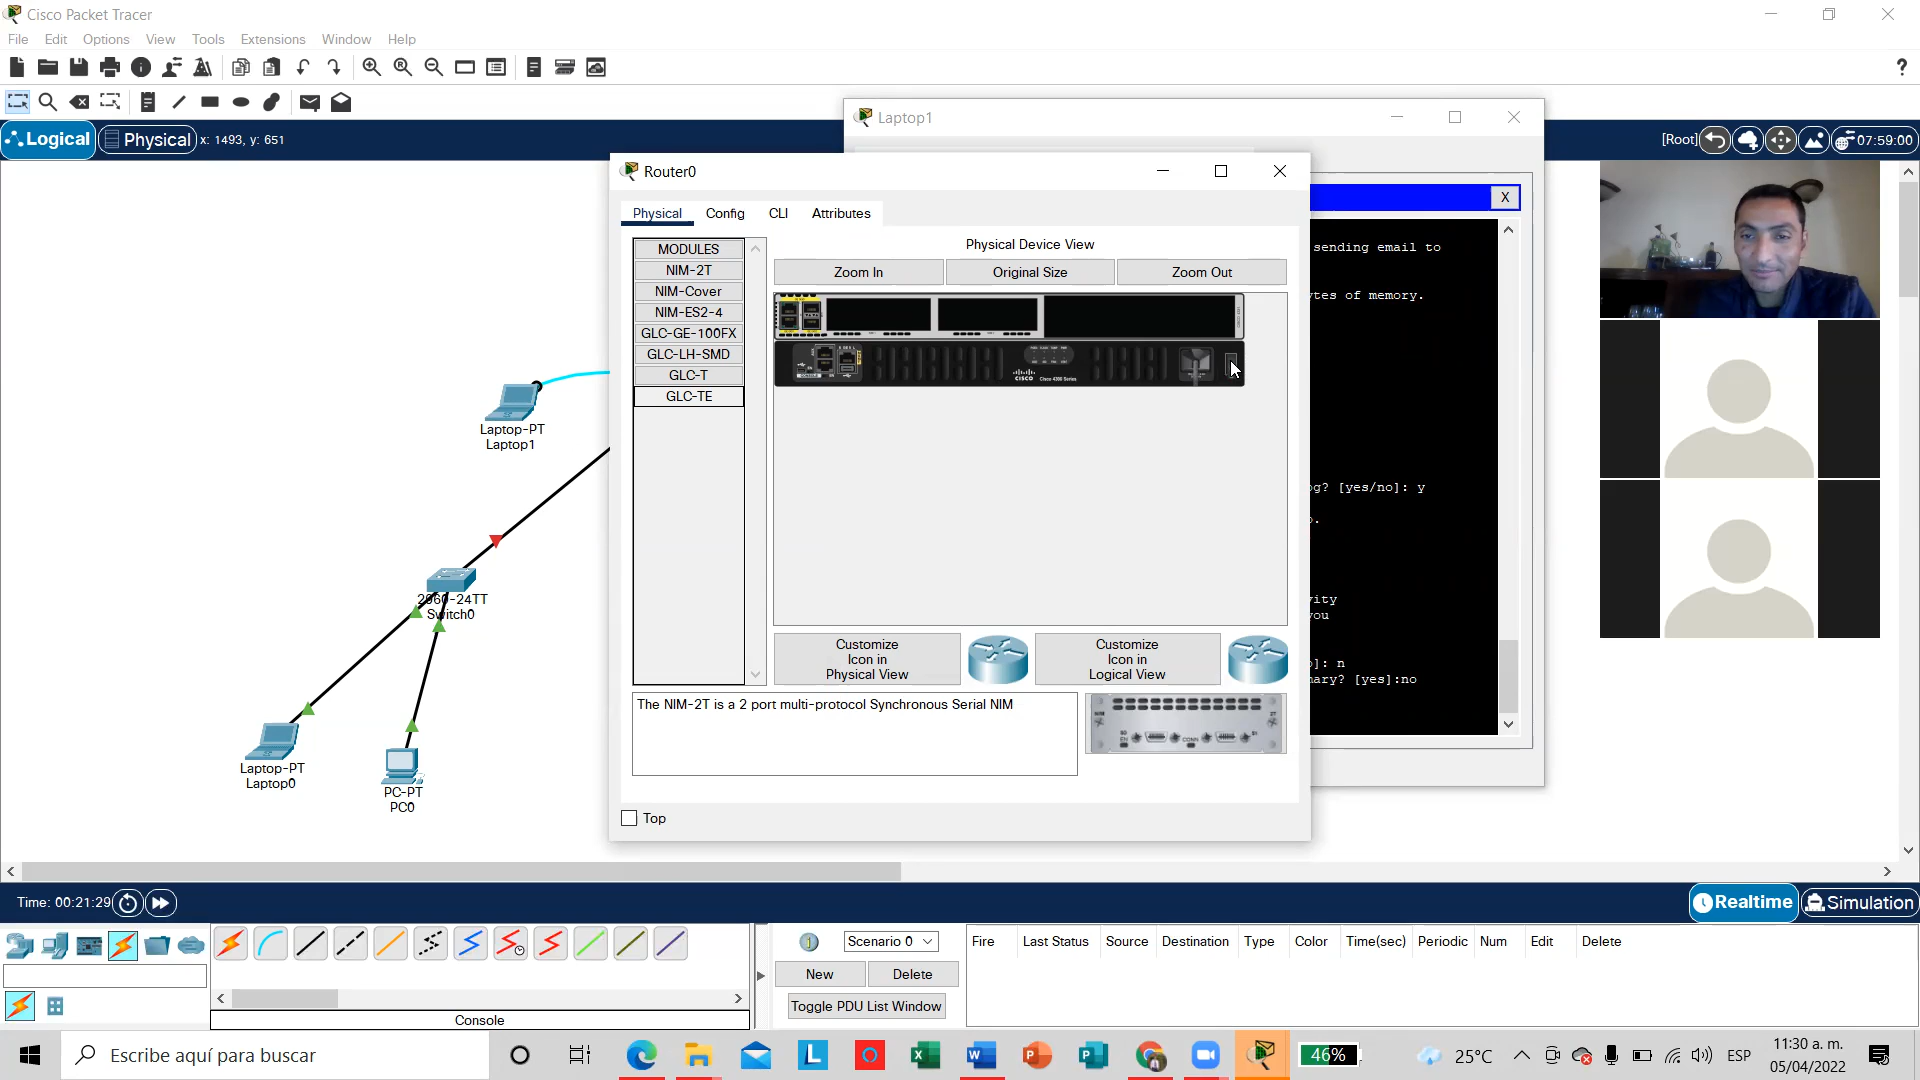 Cisco Packet Tracer
File Edit Options View Tools Extensions Window Help
Logical Physical x: 1493, y: 651
[Root] 07:59:00
Laptop1
X
sending email to
tes of memory.
g? [yes/no]: y
ity
ou
]: n
ary? [yes]:no
Router0
Physical Config CLI Attributes
MODULES
NIM-2T
NIM-Cover
NIM-ES2-4
GLC-GE-100FX
GLC-LH-SMD
GLC-T
GLC-TE
Physical Device View
Zoom In Original Size Zoom Out
CISCO Cisco 4300 Series
Customize
Icon in
Physical View
Customize
Icon in
Logical View
The NIM-2T is a 2 port multi-protocol Synchronous Serial NIM
Top
Laptop-PT
Laptop1
2960-24TT
Switch0
Laptop-PT
Laptop0
PC-PT
PC0
Time: 00:21:29
Realtime Simulation
Scenario 0
New Delete
Toggle PDU List Window
Fire Last Status Source Destination Type Color Time(sec) Periodic Num Edit Delete
Console
Escribe aquí para buscar
46%
25°C
ESP
11:30 a. m.
05/04/2022